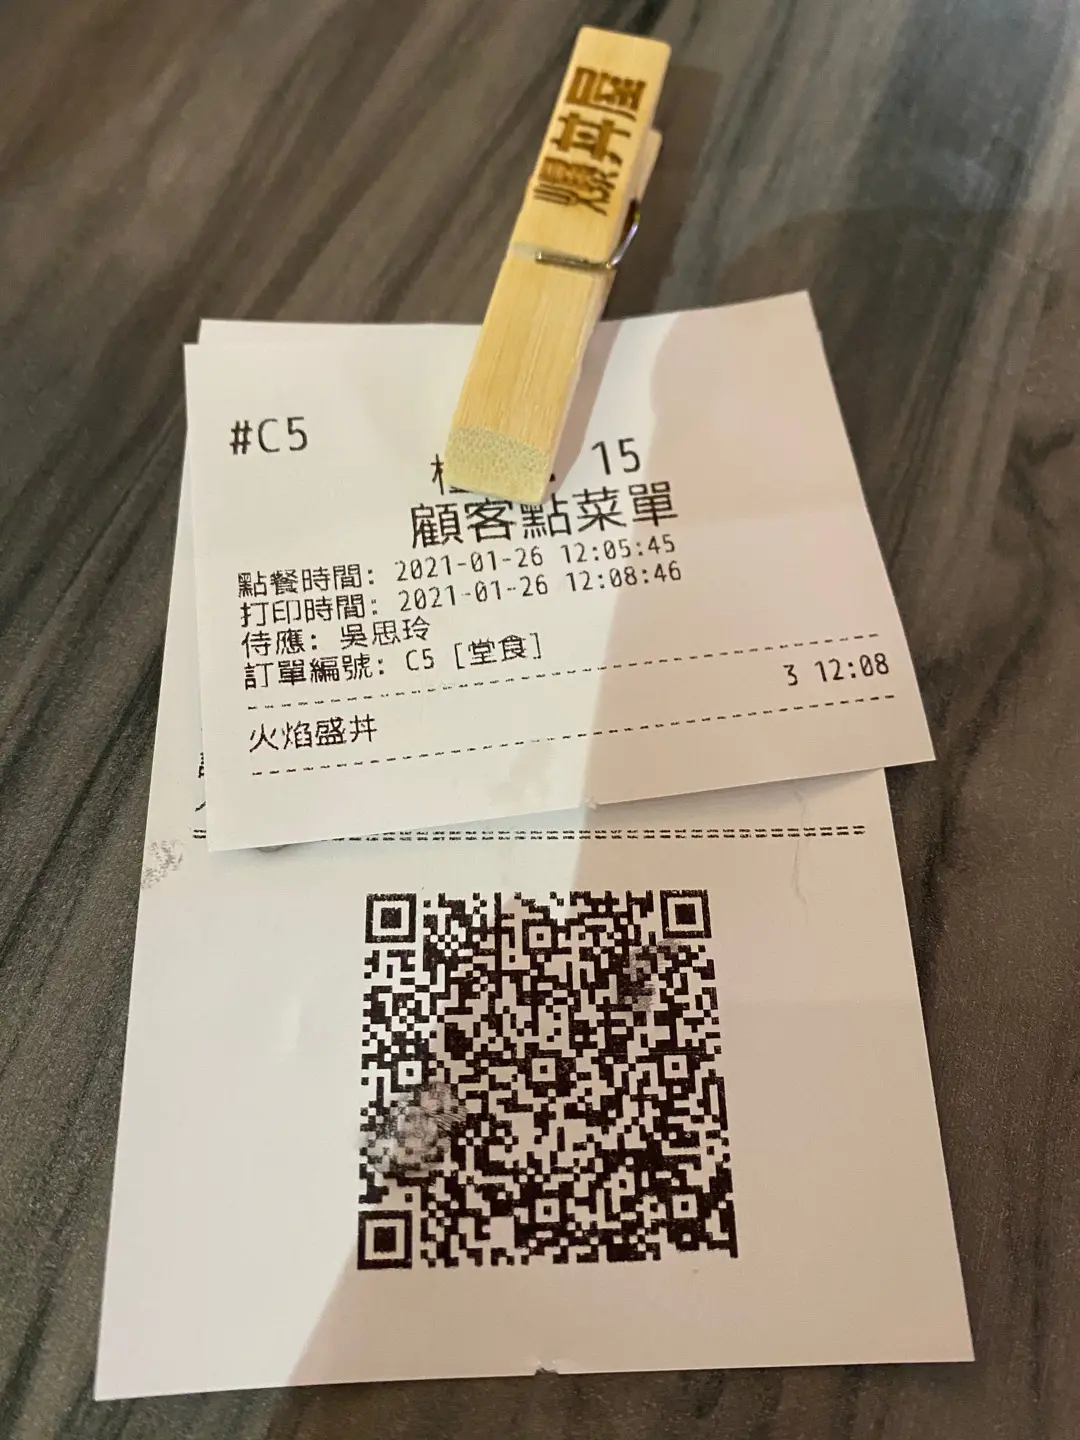 爆丼屋
#C5
15
顧客點菜單
點餐時間: 2021-01-26 12:05:45
打印時間: 2021-01-26 12:08:46
侍應: 吳思玲
訂單編號: C5 [堂食]
3 12:08
火焰盛丼